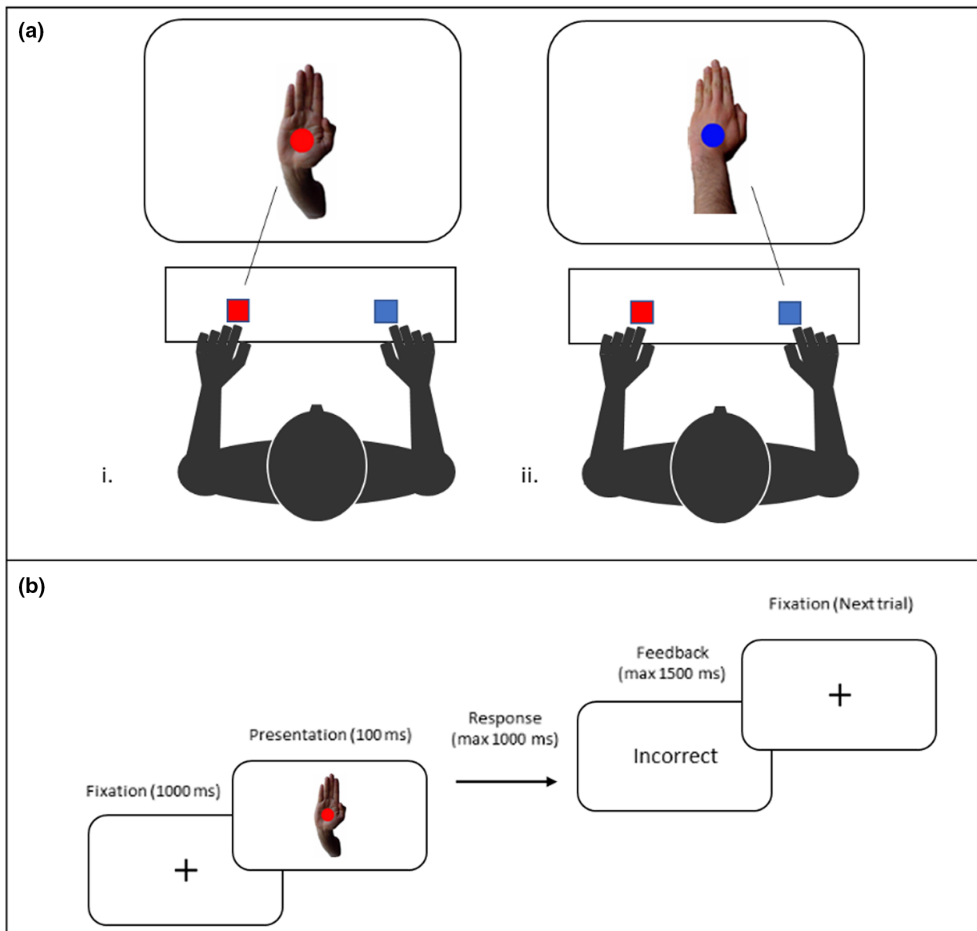 (a)
i.
ii.
(b)
Fixation (Next trial)
Feedback
(max 1500 ms)
Response
(max 1000 ms)
Presentation (100 ms)
Fixation (1000 ms)
Incorrect